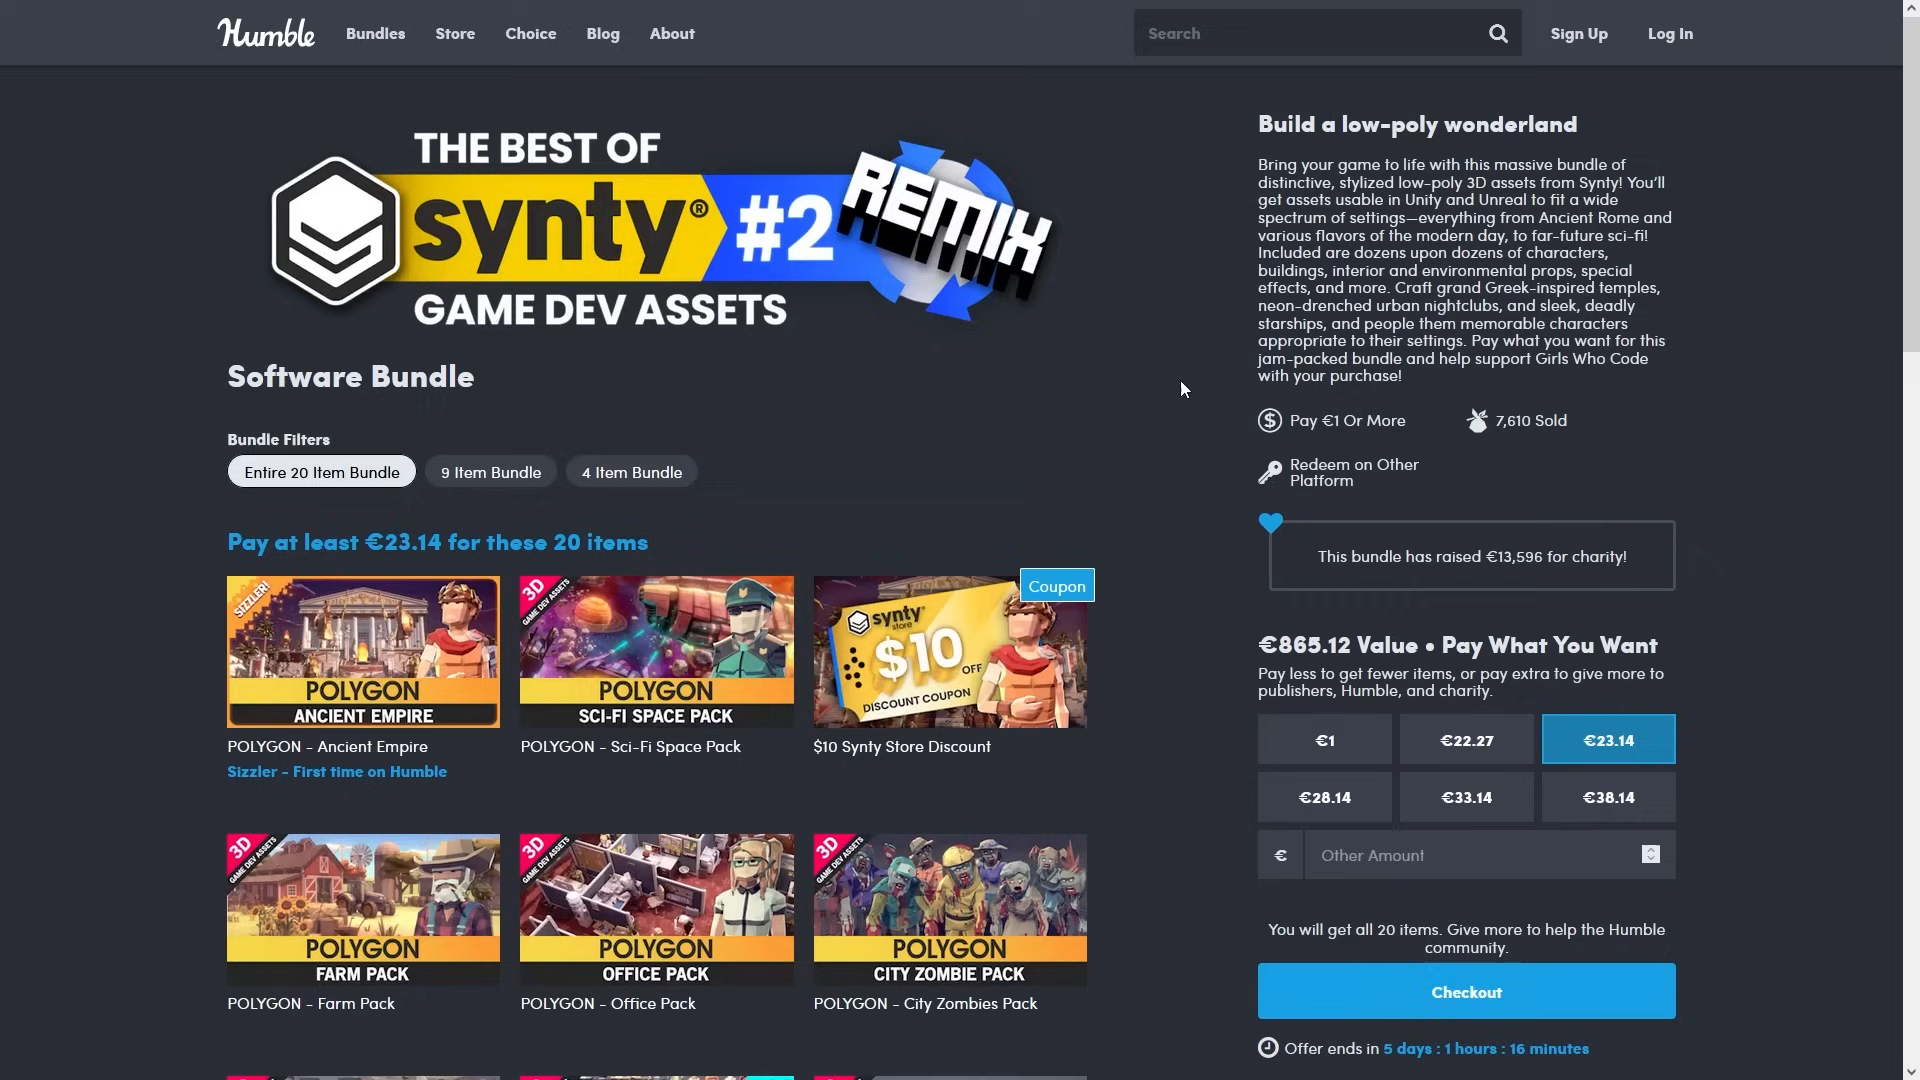 Humble
Bundles
Store
Choice
Blog
About
Search
Sign Up
Log In
THE BEST OF
synty® #2 REMIX
GAME DEV ASSETS
Software Bundle
Bundle Filters
Entire 20 Item Bundle
9 Item Bundle
4 Item Bundle
Pay at least €23.14 for these 20 items
SIZZLER!
POLYGON
ANCIENT EMPIRE
POLYGON - Ancient Empire
Sizzler - First time on Humble
3D
GAME DEV ASSETS
POLYGON
SCI-FI SPACE PACK
POLYGON - Sci-Fi Space Pack
Coupon
synty
store
$10
OFF
DISCOUNT COUPON
$10 Synty Store Discount
3D
GAME DEV ASSETS
POLYGON
FARM PACK
POLYGON - Farm Pack
3D
GAME DEV ASSETS
POLYGON
OFFICE PACK
POLYGON - Office Pack
3D
GAME DEV ASSETS
POLYGON
CITY ZOMBIE PACK
POLYGON - City Zombies Pack
Build a low-poly wonderland
Bring your game to life with this massive bundle of
distinctive, stylized low-poly 3D assets from Synty! You'll
get assets usable in Unity and Unreal to fit a wide
spectrum of settings—everything from Ancient Rome and
various flavors of the modern day, to far-future sci-fi!
Included are dozens upon dozens of characters,
buildings, interior and environmental props, special
effects, and more. Craft grand Greek-inspired temples,
neon-drenched urban nightclubs, and sleek, deadly
starships, and people them memorable characters
appropriate to their settings. Pay what you want for this
jam-packed bundle and help support Girls Who Code
with your purchase!
$ Pay €1 Or More
7,610 Sold
Redeem on Other
Platform
This bundle has raised €13,596 for charity!
€865.12 Value • Pay What You Want
Pay less to get fewer items, or pay extra to give more to
publishers, Humble, and charity.
€1
€22.27
€23.14
€28.14
€33.14
€38.14
€ Other Amount
You will get all 20 items. Give more to help the Humble
community.
Checkout
Offer ends in 5 days : 1 hours : 16 minutes